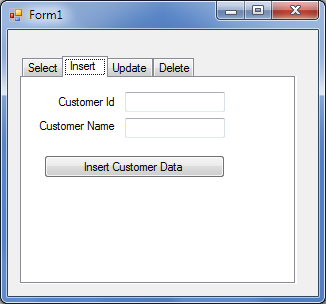 Form1
Select Insert Update Delete
Customer Id
Customer Name
Insert Customer Data